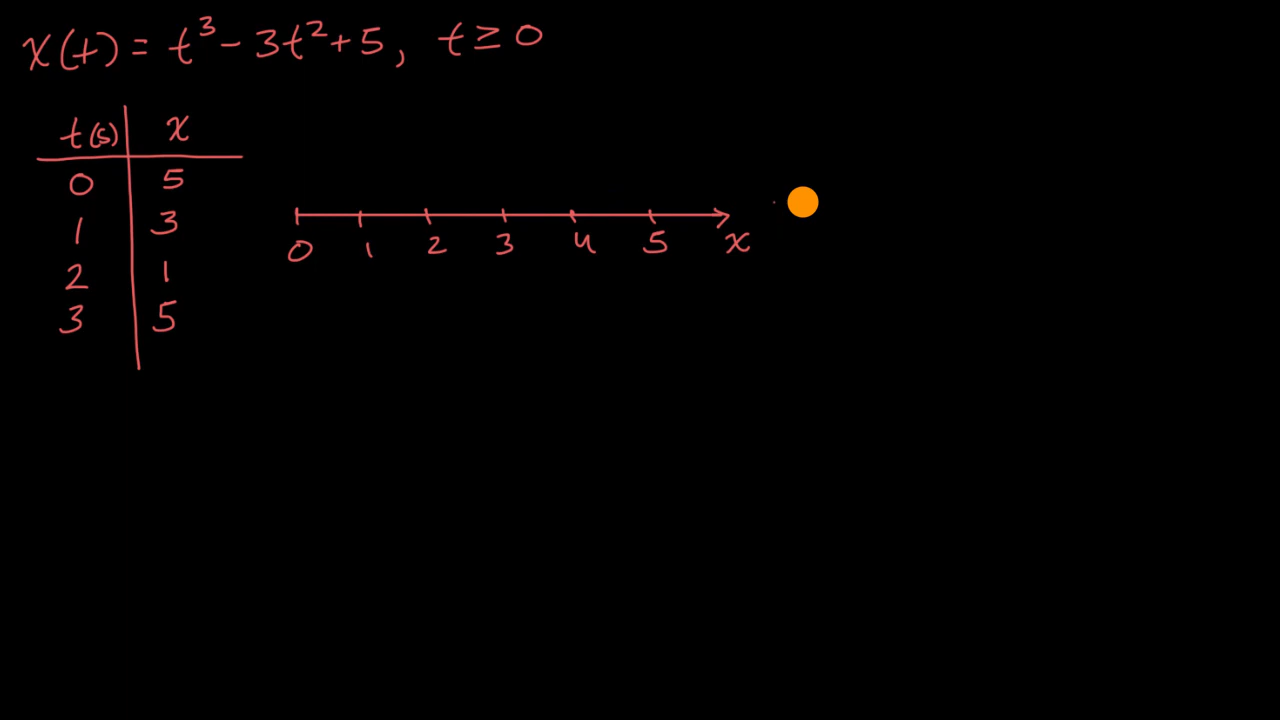 x(t) = t³ - 3t² + 5, t ≥ 0
t(s) x
0 5
1 3
2 1
3 5
0 1 2 3 4 5 x